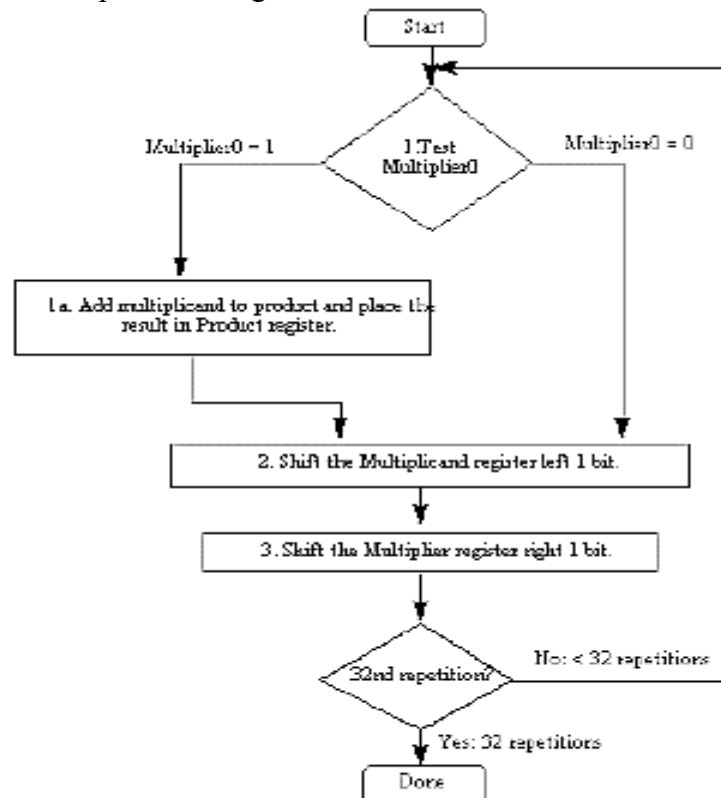 Start
1. Test
Multiplier0
Multiplier0 = 1
Multiplier0 = 0
1a. Add multiplicand to product and place the
result in Product register.
2. Shift the Multiplicand register left 1 bit.
3. Shift the Multiplier register right 1 bit.
32nd repetition?
No: < 32 repetitions
Yes: 32 repetitions
Done